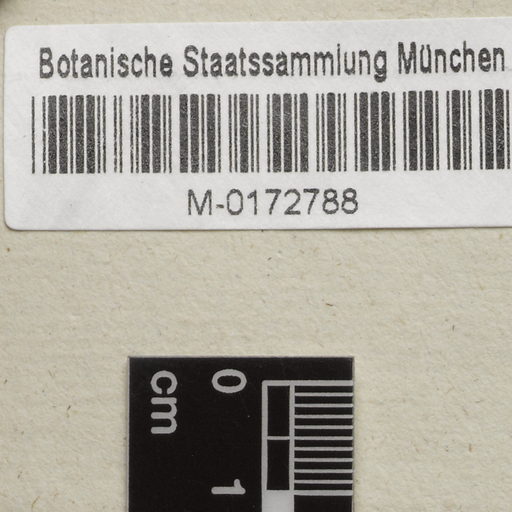 Botanische Staatssammlung München
M-0172788
cm 0
1